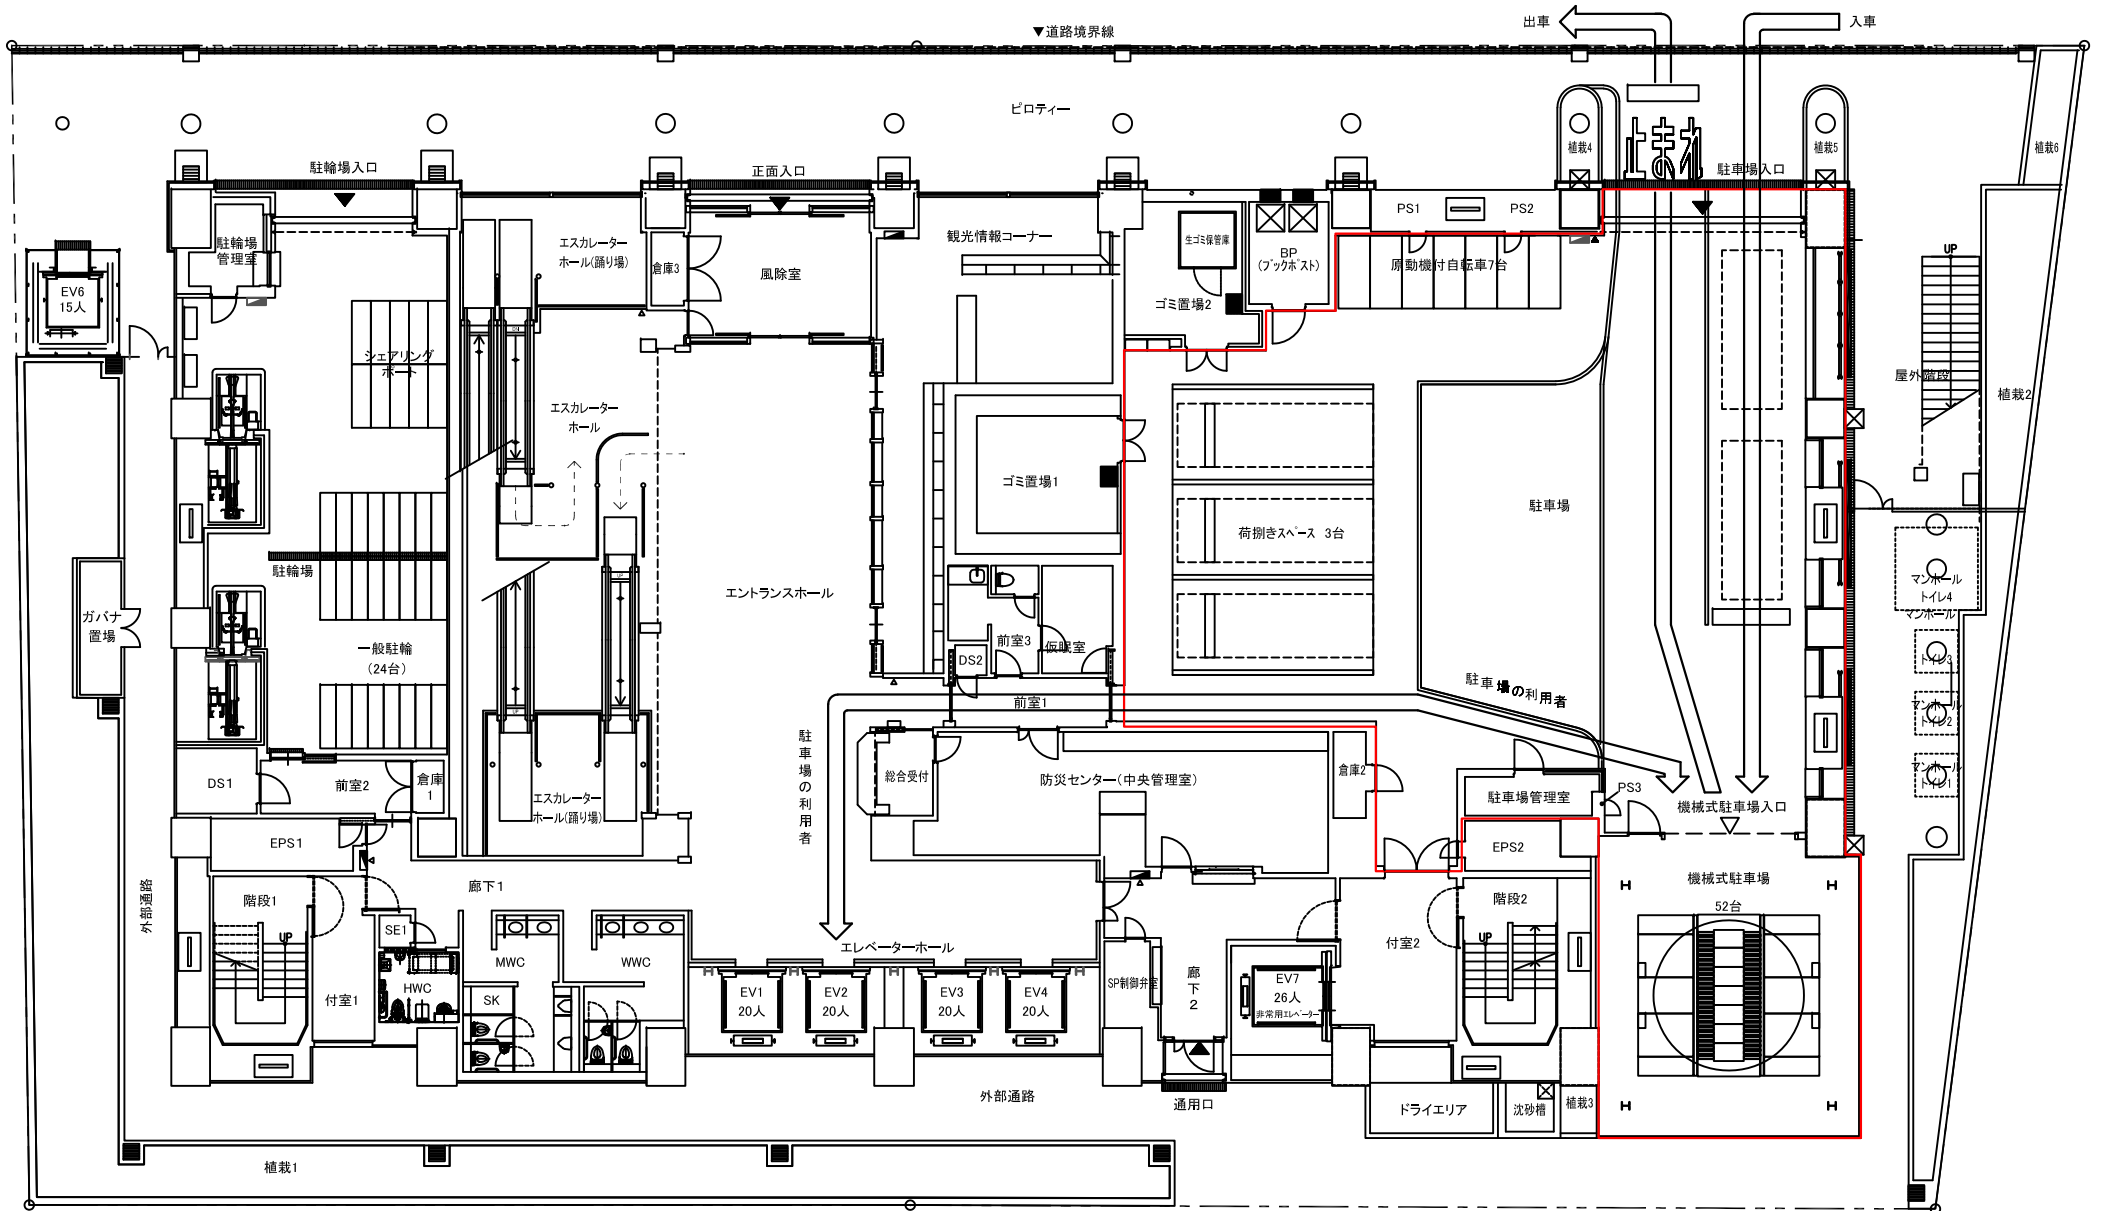 出車
入車
▼道路境界線
ピロティー
植栽4
とまれ
植栽5
植栽6
駐輪場入口
正面入口
駐車場入口
駐輪場
管理室
エスカレーター
ホール(踊り場)
倉庫3
風除室
観光情報コーナー
生ゴミ保管庫
BP
(ブックポスト)
PS1
PS2
原動機付自転車7台
UP
EV6
15人
ゴミ置場2
シェアリング
ポート
屋外階段
植栽2
エスカレーター
ホール
ゴミ置場1
駐車場
荷捌きスペース 3台
駐輪場
エントランスホール
マンホール
トイレ4
ガバナ
置場
一般駐輪
(24台)
前室3
仮眠室
DS2
マンホール
トイレ3
前室1
駐車場の利用者
マンホール
トイレ2
駐車場の利用者
マンホール
トイレ1
DS1
前室2
倉庫
1
エスカレーター
ホール(踊り場)
総合受付
防災センター(中央管理室)
倉庫2
駐車場管理室
PS3
機械式駐車場入口
EPS1
EPS2
外部通路
階段1
廊下1
UP
SE1
エレベーターホール
付室2
階段2
UP
機械式駐車場
52台
付室1
HWC
MWC
WWC
SK
EV1
20人
EV2
20人
EV3
20人
EV4
20人
SP制御弁室
廊下2
EV7
26人
非常用エレベーター
外部通路
通用口
ドライエリア
沈砂槽
植栽3
植栽1